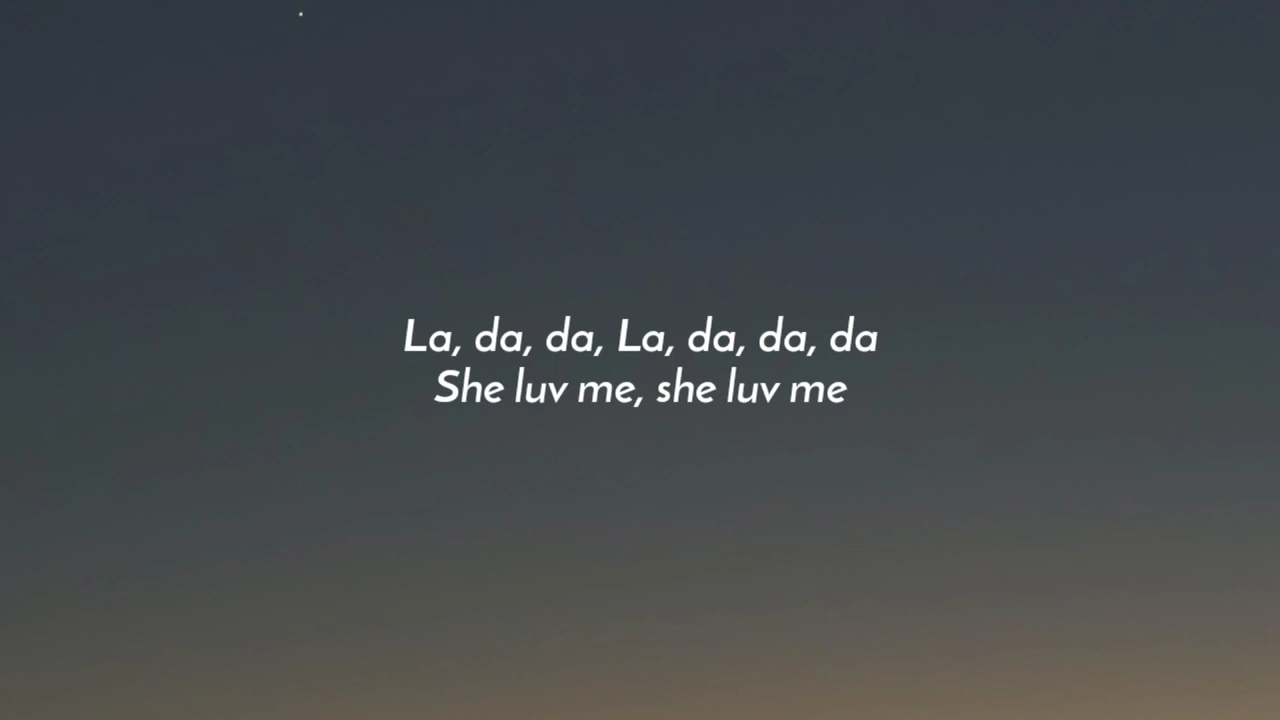 La, da, da, La, da, da, da
She luv me, she luv me